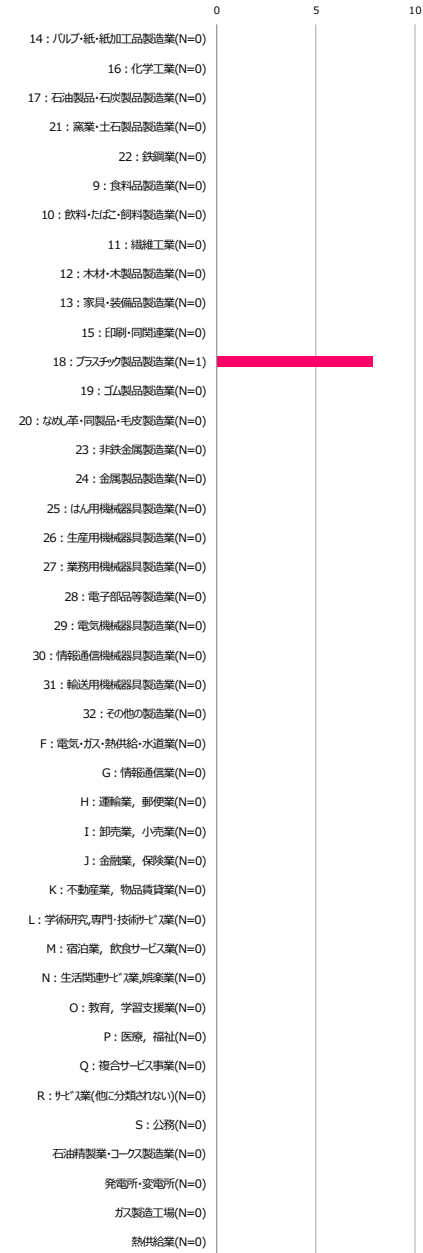 0 5 10
14：パルプ・紙・紙加工品製造業(N=0)
16：化学工業(N=0)
17：石油製品・石炭製品製造業(N=0)
21：窯業・土石製品製造業(N=0)
22：鉄鋼業(N=0)
9：食料品製造業(N=0)
10：飲料・たばこ・飼料製造業(N=0)
11：繊維工業(N=0)
12：木材・木製品製造業(N=0)
13：家具・装備品製造業(N=0)
15：印刷・同関連業(N=0)
18：プラスチック製品製造業(N=1)
19：ゴム製品製造業(N=0)
20：なめし革・同製品・毛皮製造業(N=0)
23：非鉄金属製造業(N=0)
24：金属製品製造業(N=0)
25：はん用機械器具製造業(N=0)
26：生産用機械器具製造業(N=0)
27：業務用機械器具製造業(N=0)
28：電子部品等製造業(N=0)
29：電気機械器具製造業(N=0)
30：情報通信機械器具製造業(N=0)
31：輸送用機械器具製造業(N=0)
32：その他の製造業(N=0)
F：電気・ガス・熱供給・水道業(N=0)
G：情報通信業(N=0)
H：運輸業，郵便業(N=0)
I：卸売業，小売業(N=0)
J：金融業，保険業(N=0)
K：不動産業，物品賃貸業(N=0)
L：学術研究,専門・技術ｻｰﾋﾞｽ業(N=0)
M：宿泊業，飲食サービス業(N=0)
N：生活関連ｻｰﾋﾞｽ業,娯楽業(N=0)
O：教育，学習支援業(N=0)
P：医療，福祉(N=0)
Q：複合サービス事業(N=0)
R：ｻｰﾋﾞｽ業(他に分類されない)(N=0)
S：公務(N=0)
石油精製業・コークス製造業(N=0)
発電所・変電所(N=0)
ガス製造工場(N=0)
熱供給業(N=0)